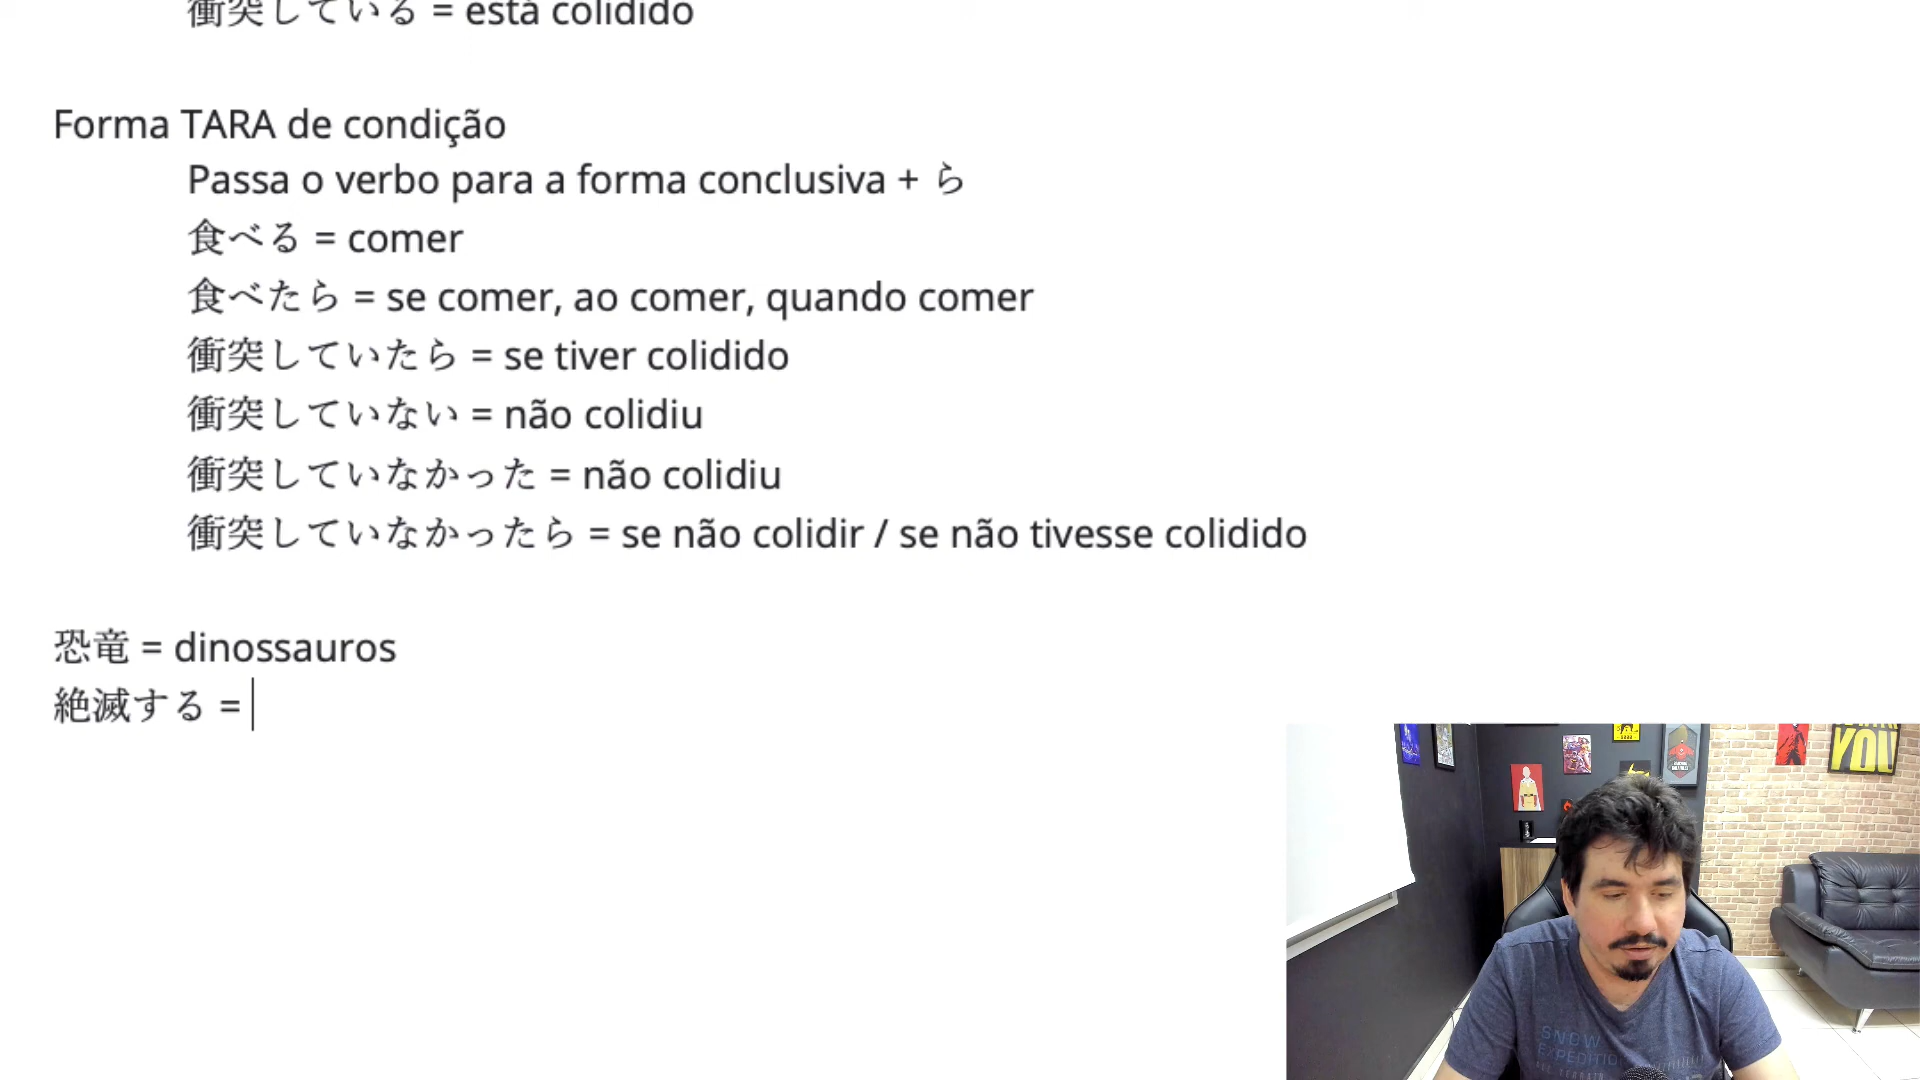 衝突している = está colidido
Forma TARA de condição
Passa o verbo para a forma conclusiva + ら
食べる = comer
食べたら = se comer, ao comer, quando comer
衝突していたら = se tiver colidido
衝突していない = não colidiu
衝突していなかった = não colidiu
衝突していなかったら = se não colidir / se não tivesse colidido
恐竜 = dinossauros
絶滅する =
YOU
SNOW